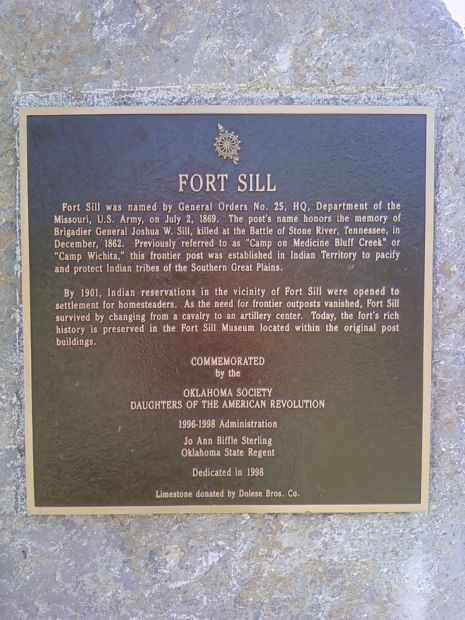 FORT SILL
Fort Sill was named by General Orders No. 25, HQ, Department of the
Missouri, U.S. Army, on July 2, 1869. The post's name honors the memory of
Brigadier General Joshua W. Sill, killed at the Battle of Stone River, Tennessee, in
December, 1862. Previously referred to as "Camp on Medicine Bluff Creek" or
"Camp Wichita," this frontier post was established in Indian Territory to pacify
and protect Indian tribes of the Southern Great Plains.
By 1901, Indian reservations in the vicinity of Fort Sill were opened to
settlement for homesteaders. As the need for frontier outposts vanished, Fort Sill
survived by changing from a cavalry to an artillery center. Today, the fort's rich
history is preserved in the Fort Sill Museum located within the original post
buildings.
COMMEMORATED
by the
OKLAHOMA SOCIETY
DAUGHTERS OF THE AMERICAN REVOLUTION
1996-1998 Administration
Jo Ann Biffle Sterling
Oklahoma State Regent
Dedicated in 1998
Limestone donated by Dolese Bros. Co.